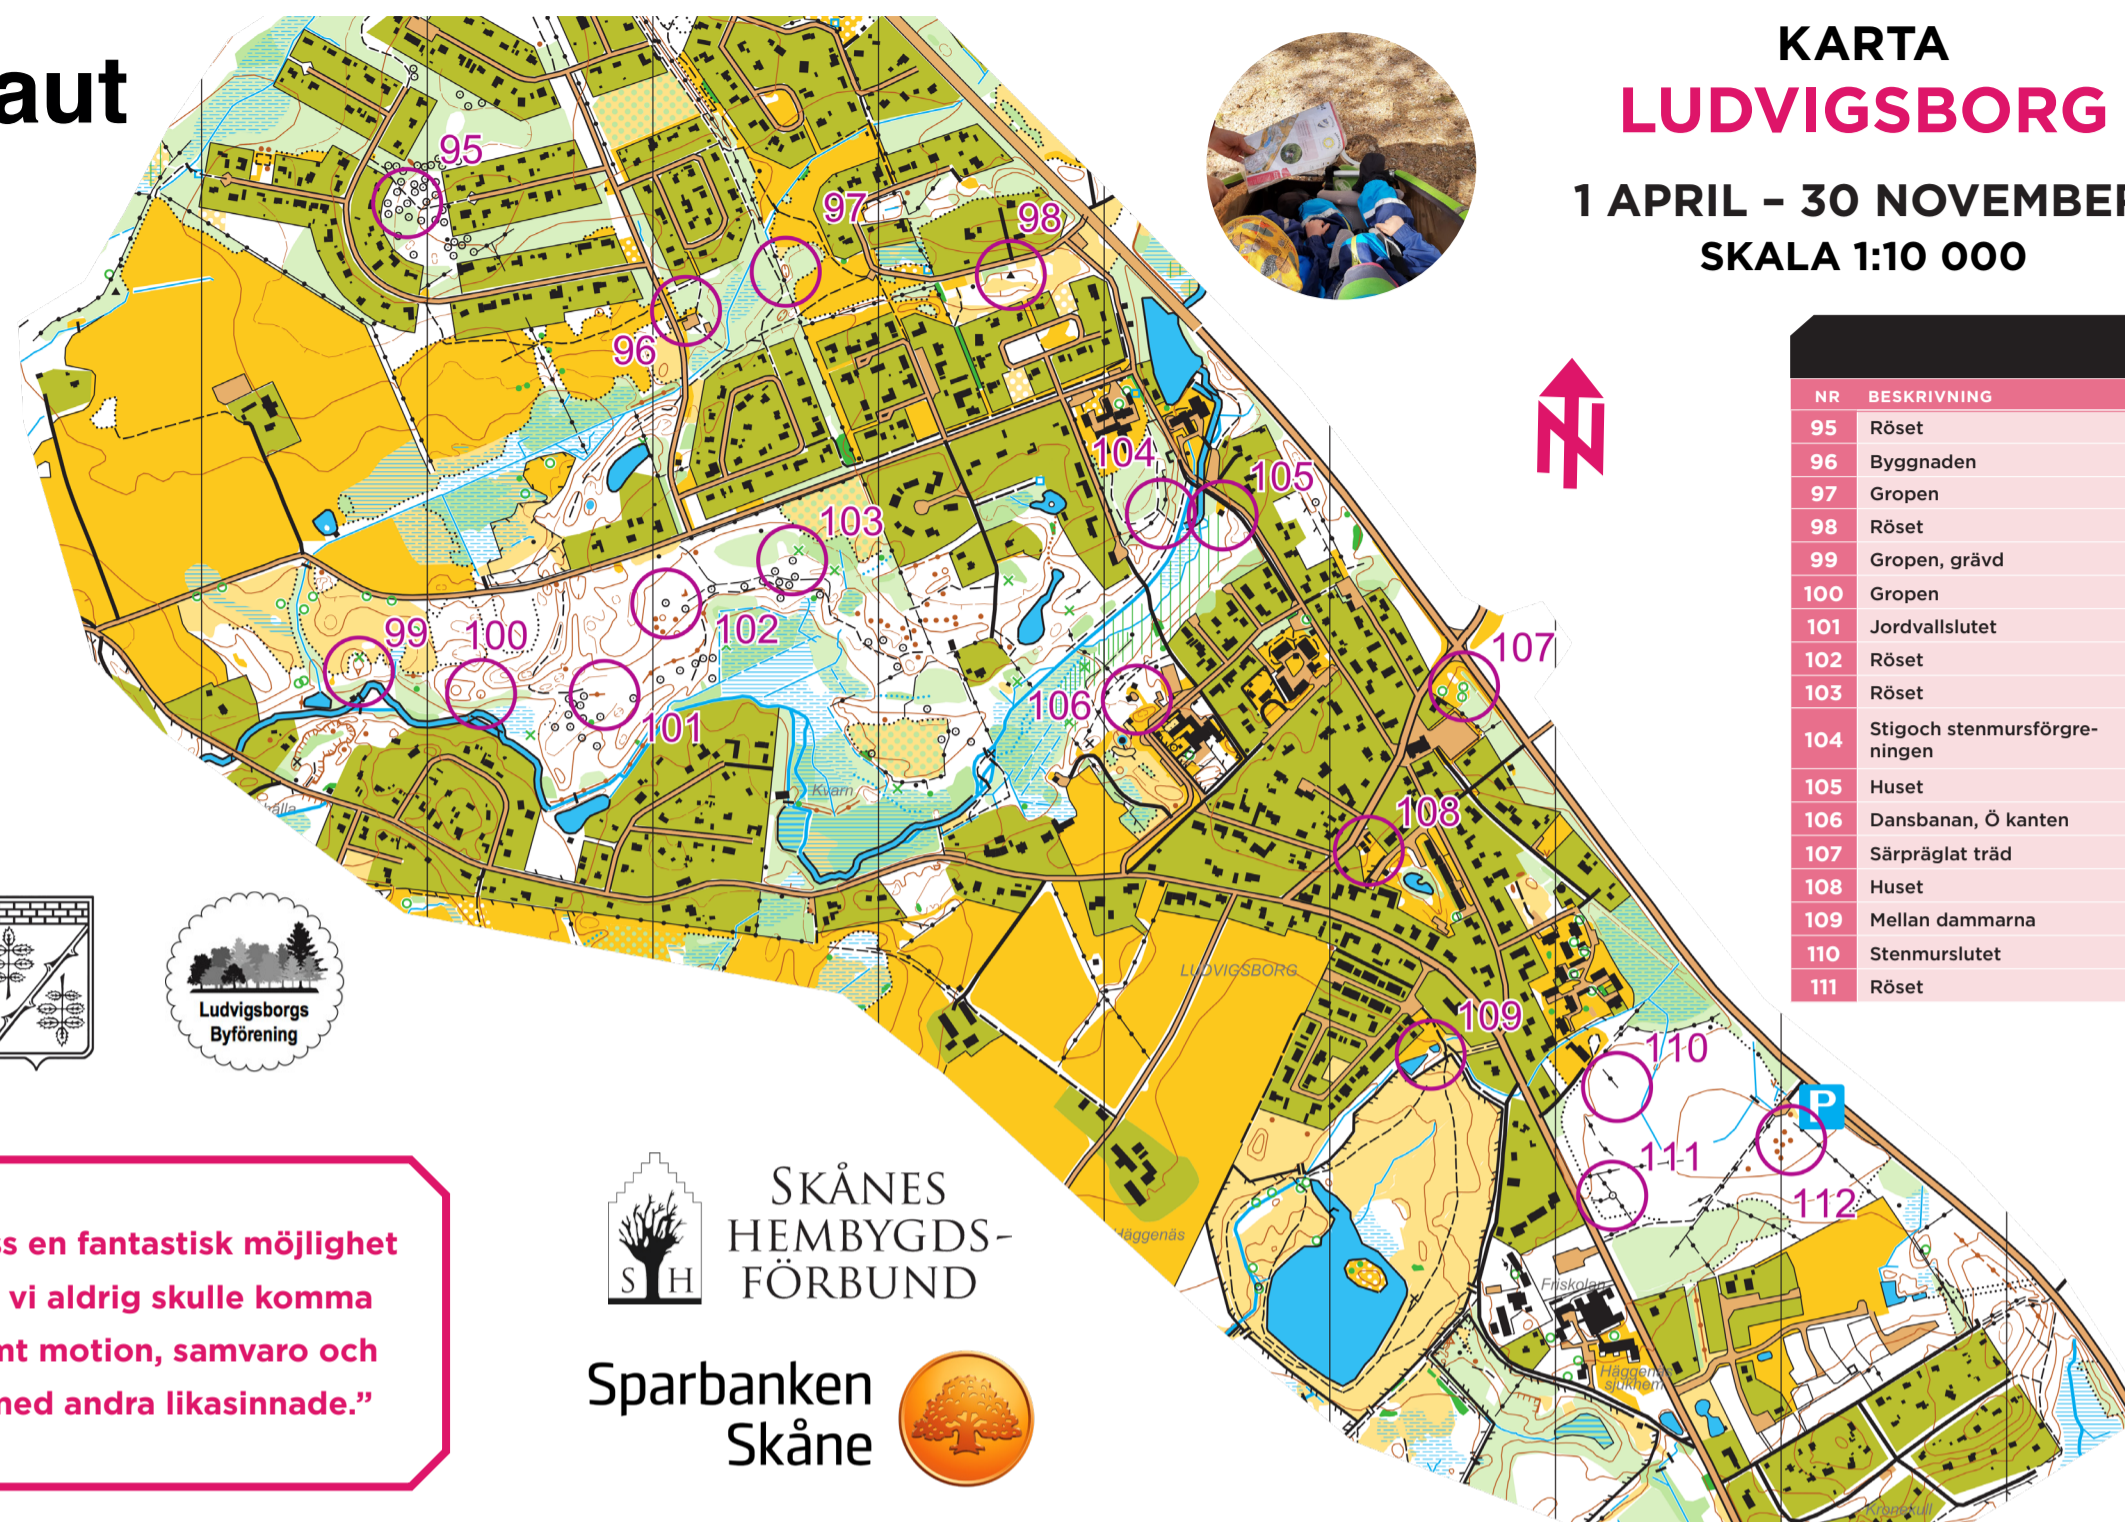 aut
KARTA
LUDVIGSBORG
1 APRIL – 30 NOVEMBER
SKALA 1:10 000
NR BESKRIVNING
95 Röset
96 Byggnaden
97 Gropen
98 Röset
99 Gropen, grävd
100 Gropen
101 Jordvallslutet
102 Röset
103 Röset
104 Stigoch stenmursförgre-
ningen
105 Huset
106 Dansbanan, Ö kanten
107 Särpräglat träd
108 Huset
109 Mellan dammarna
110 Stenmurslutet
111 Röset
95
97
98
96
104
105
103
99
100
102
107
106
101
Kvarn
108
LUDVIGSBORG
109
110
P
111
112
Häggenäs
Friskolan
Häggenäs
sjukhem
Kronekull
Ludvigsborgs
Byförening
ss en fantastisk möjlighet
vi aldrig skulle komma
nt motion, samvaro och
med andra likasinnade.”
S H
SKÅNES
HEMBYGDS-
FÖRBUND
Sparbanken
Skåne